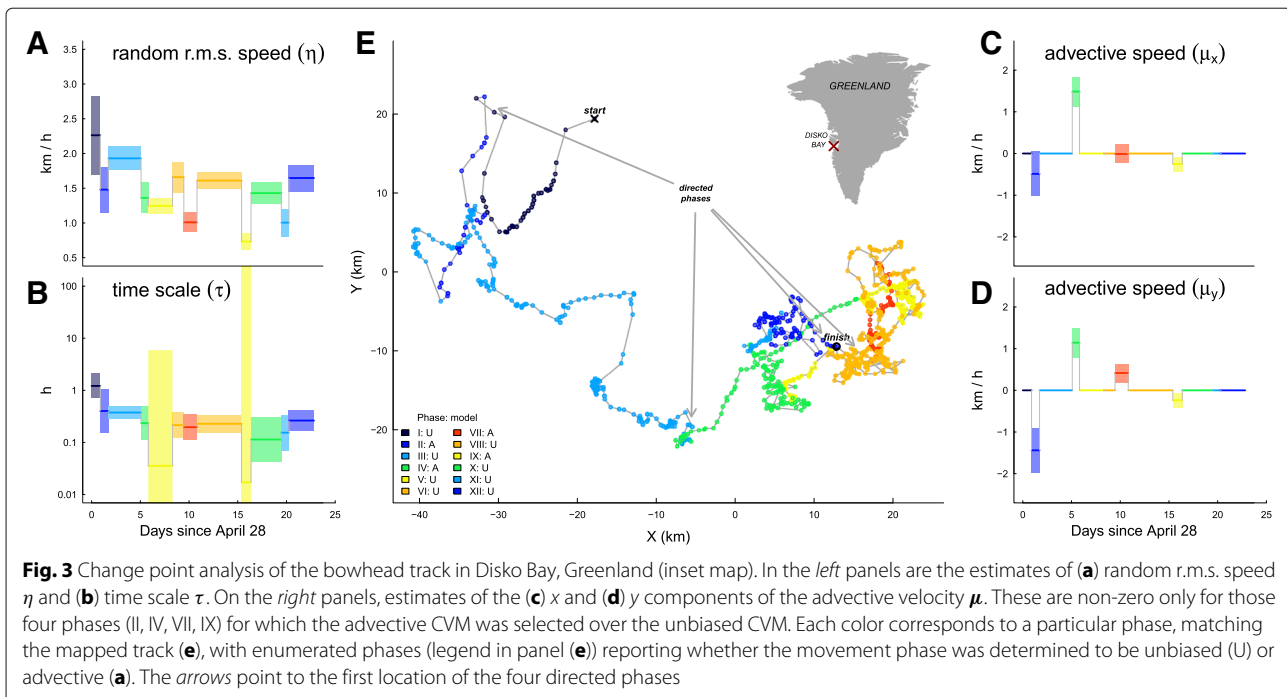 A
random r.m.s. speed (η)
3.5
3.0
2.5
2.0
1.5
1.0
0.5
km / h
B
time scale (τ)
100
10
1
0.1
0.01
h
0 5 10 15 20 25
Days since April 28
E
start
GREENLAND
DISKO
BAY
directed
phases
finish
20
10
0
−10
−20
Y (km)
Phase: model
I: U
II: A
III: U
IV: A
V: U
VI: U
VII: A
VIII: U
IX: A
X: U
XI: U
XII: U
−40 −30 −20 −10 0 10 20
X (km)
C
advective speed (μx)
2
1
0
−1
−2
km / h
D
advective speed (μy)
2
1
0
−1
−2
km / h
0 5 10 15 20 25
Days since April 28
Fig. 3 Change point analysis of the bowhead track in Disko Bay, Greenland (inset map). In the left panels are the estimates of (a) random r.m.s. speed
η and (b) time scale τ. On the right panels, estimates of the (c) x and (d) y components of the advective velocity μ. These are non-zero only for those
four phases (II, IV, VII, IX) for which the advective CVM was selected over the unbiased CVM. Each color corresponds to a particular phase, matching
the mapped track (e), with enumerated phases (legend in panel (e)) reporting whether the movement phase was determined to be unbiased (U) or
advective (a). The arrows point to the first location of the four directed phases